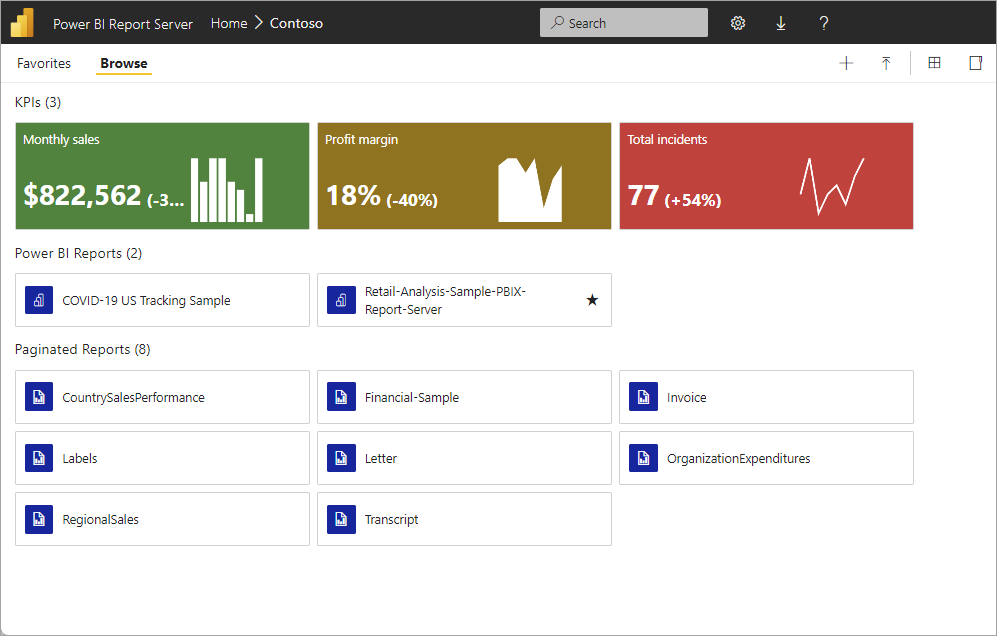 Power BI Report Server Home > Contoso Search ?
Favorites Browse
KPIs (3)
Monthly sales Profit margin Total incidents
$822,562 (-3... 18% (-40%) 77 (+54%)
Power BI Reports (2)
COVID-19 US Tracking Sample
Retail-Analysis-Sample-PBIX-
Report-Server
Paginated Reports (8)
CountrySalesPerformance Financial-Sample Invoice
Labels Letter OrganizationExpenditures
RegionalSales Transcript